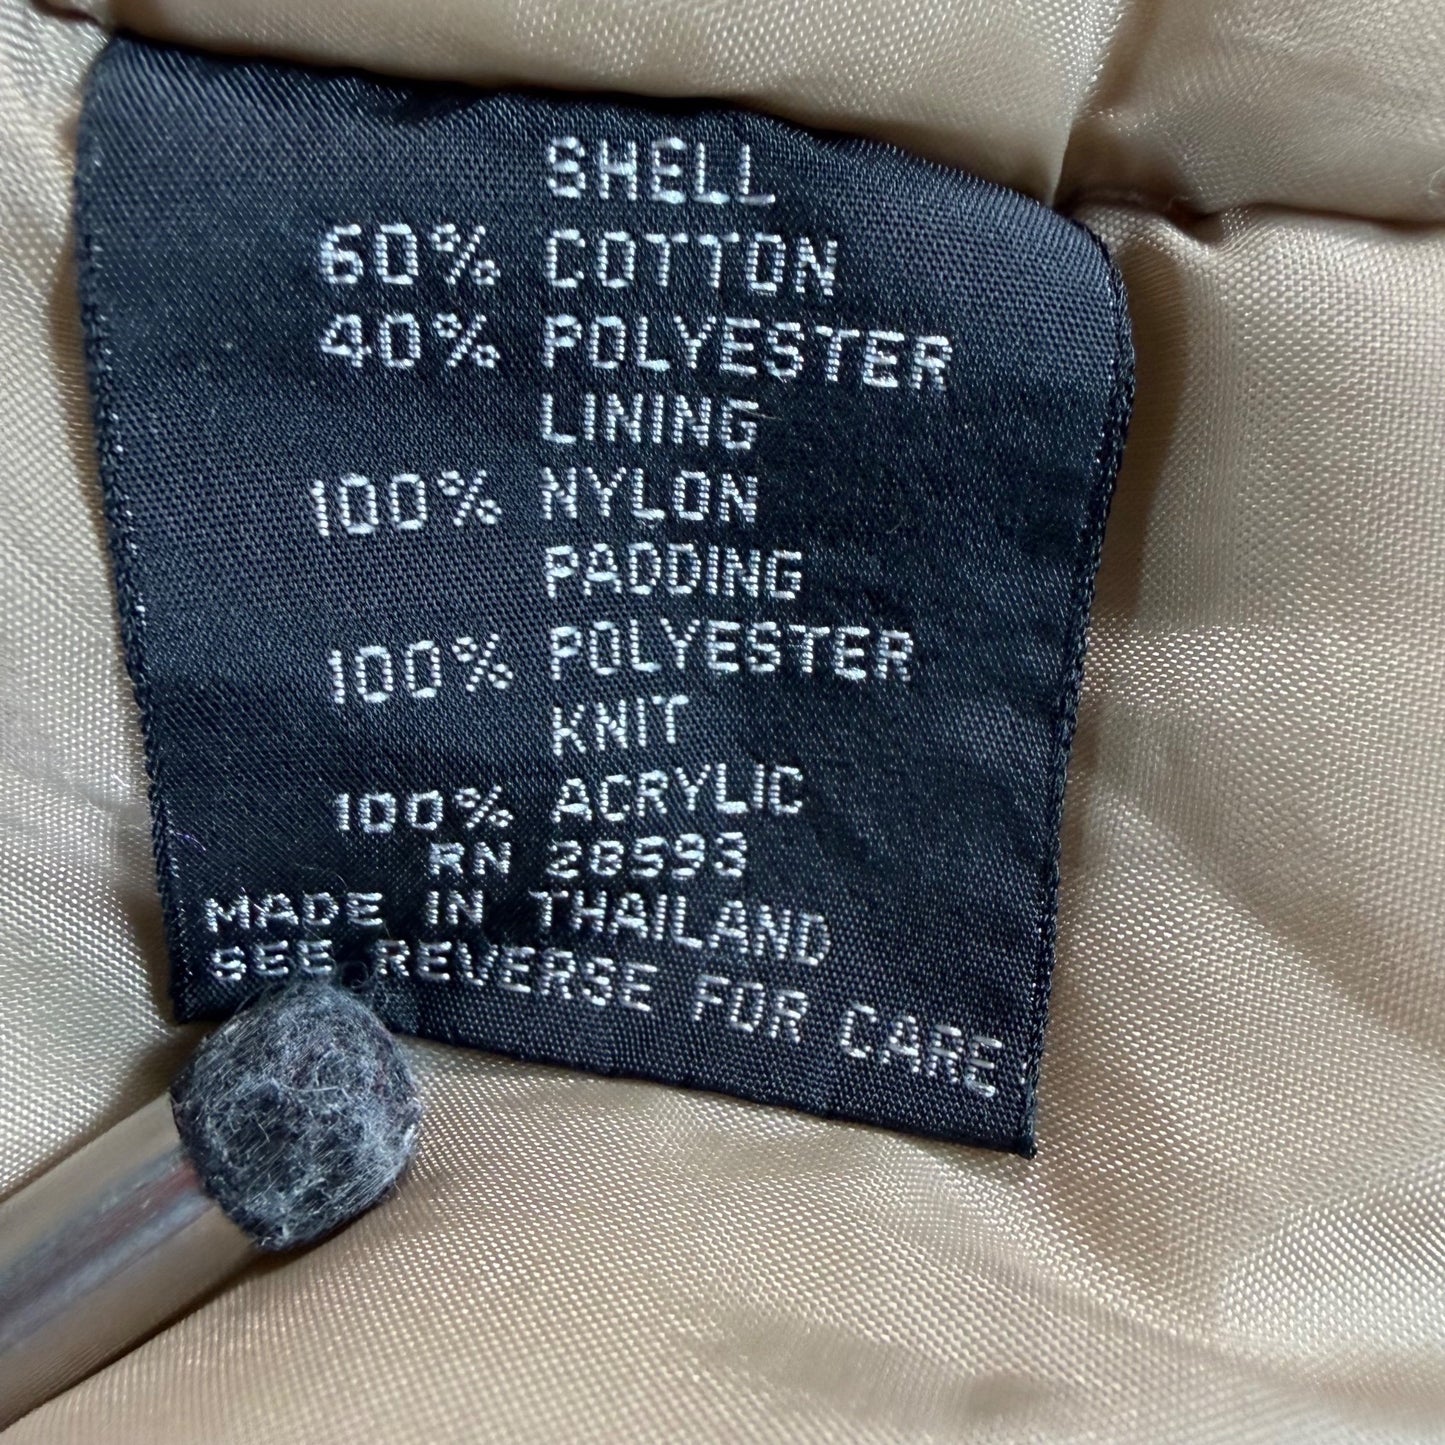 SHELL
60% COTTON
40% POLYESTER
LINING
100% NYLON
PADDING
100% POLYESTER
KNIT
100% ACRYLIC
RN 28593
MADE IN THAILAND
SEE REVERSE FOR CARE